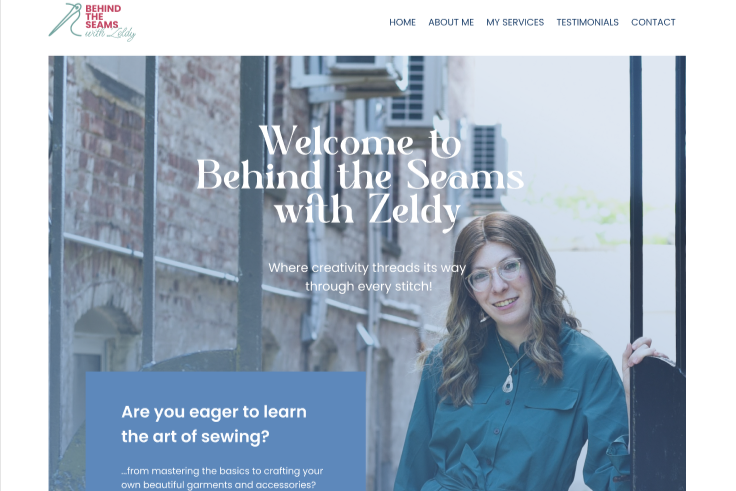 BEHIND
THE
SEAMS
with Zeldy
HOME ABOUT ME MY SERVICES TESTIMONIALS CONTACT
Welcome to
Behind the Seams
with Zeldy
Where creativity threads its way
through every stitch!
Are you eager to learn
the art of sewing?
...from mastering the basics to crafting your
own beautiful garments and accessories?